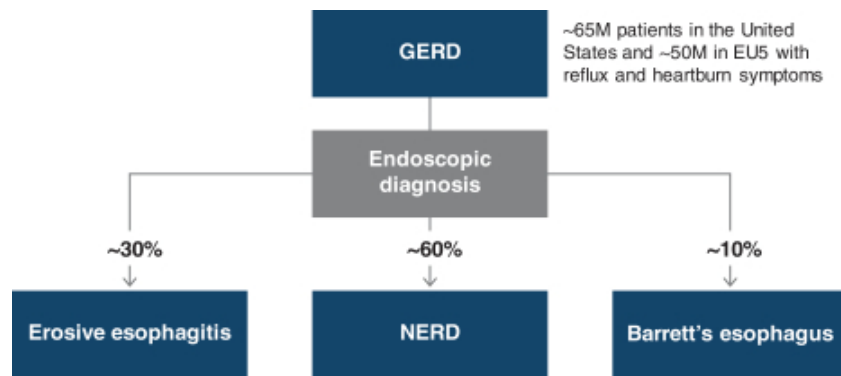 GERD
~65M patients in the United
States and ~50M in EU5 with
reflux and heartburn symptoms
Endoscopic
diagnosis
~30%
~60%
~10%
Erosive esophagitis
NERD
Barrett's esophagus